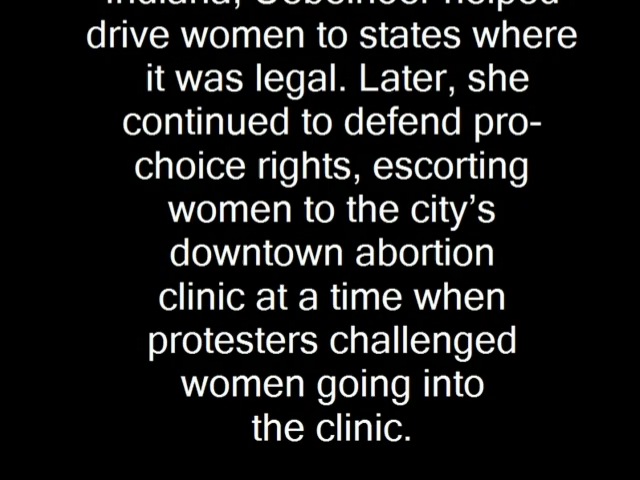 drive women to states where
it was legal. Later, she
continued to defend pro-
choice rights, escorting
women to the city’s
downtown abortion
clinic at a time when
protesters challenged
women going into
the clinic.